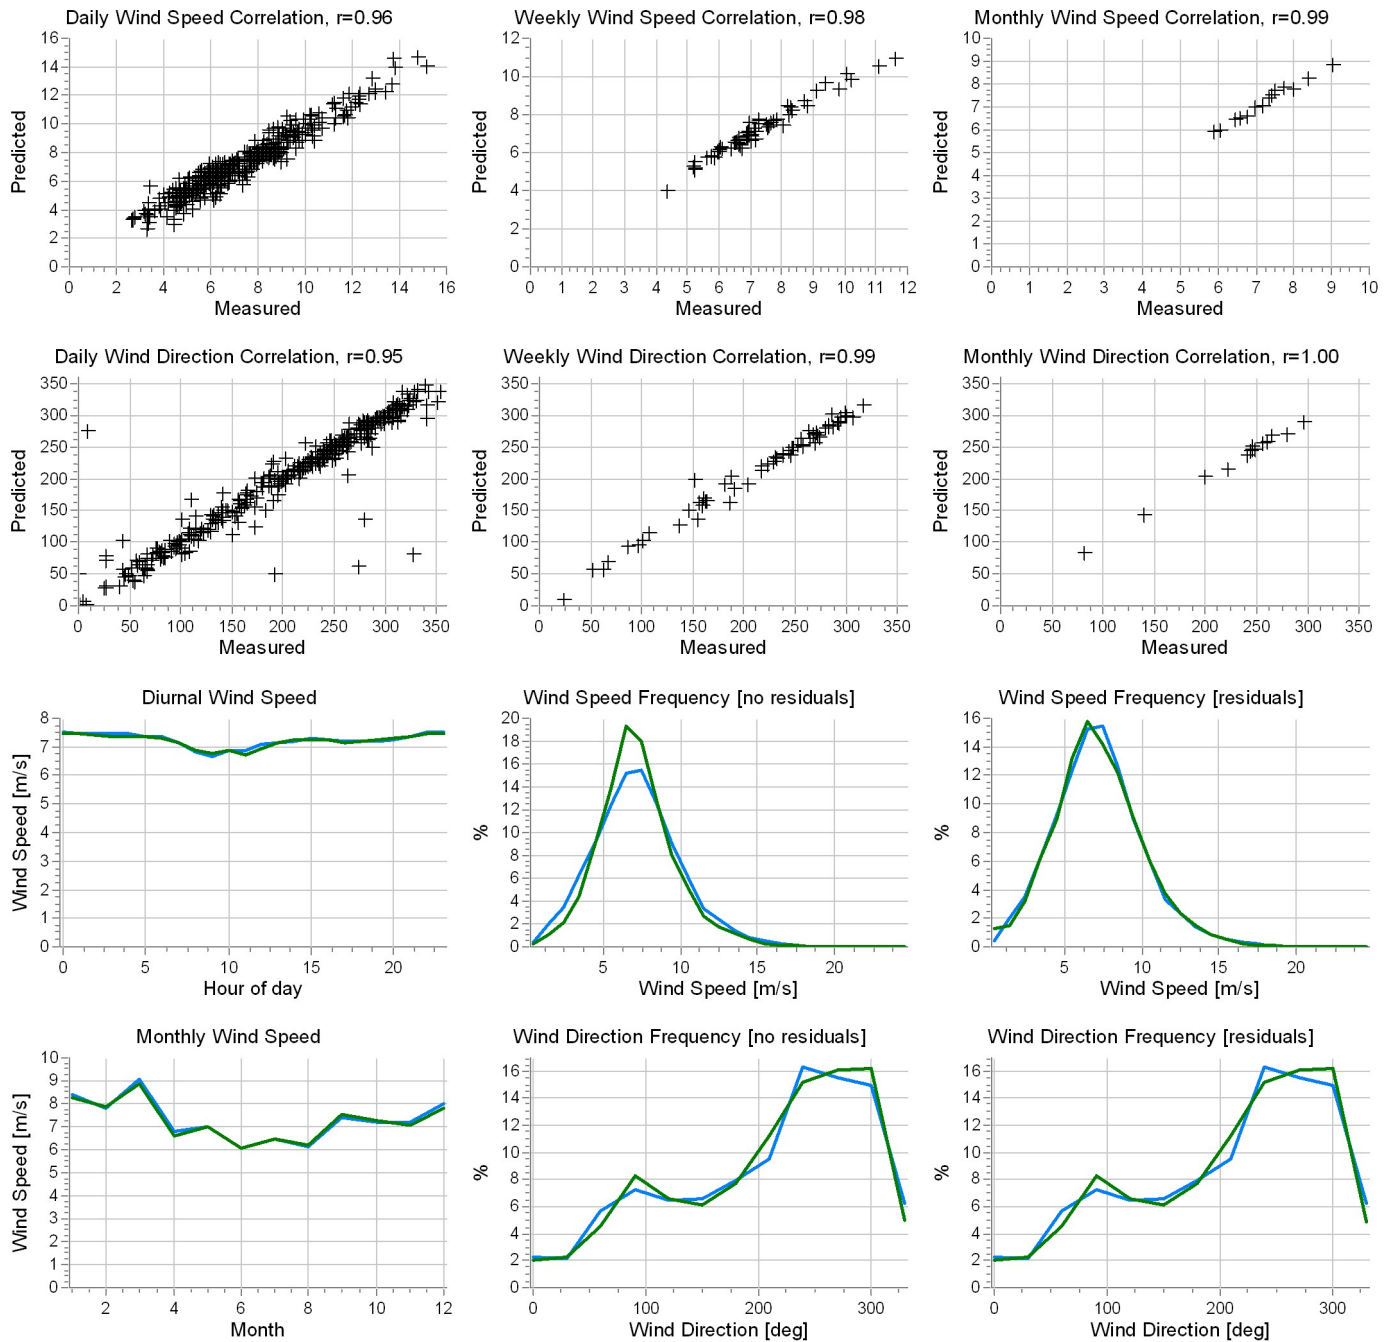 Daily Wind Speed Correlation, r=0.96
16
14
12
10
8
6
4
2
0
Predicted
0 2 4 6 8 10 12 14 16
Measured
Weekly Wind Speed Correlation, r=0.98
12
10
8
6
4
2
0
Predicted
0 1 2 3 4 5 6 7 8 9 10 11 12
Measured
Monthly Wind Speed Correlation, r=0.99
10
9
8
7
6
5
4
3
2
1
0
Predicted
0 1 2 3 4 5 6 7 8 9 10
Measured
Daily Wind Direction Correlation, r=0.95
350
300
250
200
150
100
50
0
Predicted
0 50 100 150 200 250 300 350
Measured
Weekly Wind Direction Correlation, r=0.99
350
300
250
200
150
100
50
0
Predicted
0 50 100 150 200 250 300 350
Measured
Monthly Wind Direction Correlation, r=1.00
350
300
250
200
150
100
50
0
Predicted
0 50 100 150 200 250 300 350
Measured
Diurnal Wind Speed
8
7
6
5
4
3
2
1
0
Wind Speed [m/s]
0 5 10 15 20
Hour of day
Wind Speed Frequency [no residuals]
20
18
16
14
12
10
8
6
4
2
0
%
5 10 15 20
Wind Speed [m/s]
Wind Speed Frequency [residuals]
16
14
12
10
8
6
4
2
0
%
5 10 15 20
Wind Speed [m/s]
Monthly Wind Speed
10
9
8
7
6
5
4
3
2
1
0
Wind Speed [m/s]
2 4 6 8 10 12
Month
Wind Direction Frequency [no residuals]
16
14
12
10
8
6
4
2
0
%
0 100 200 300
Wind Direction [deg]
Wind Direction Frequency [residuals]
16
14
12
10
8
6
4
2
0
%
0 100 200 300
Wind Direction [deg]